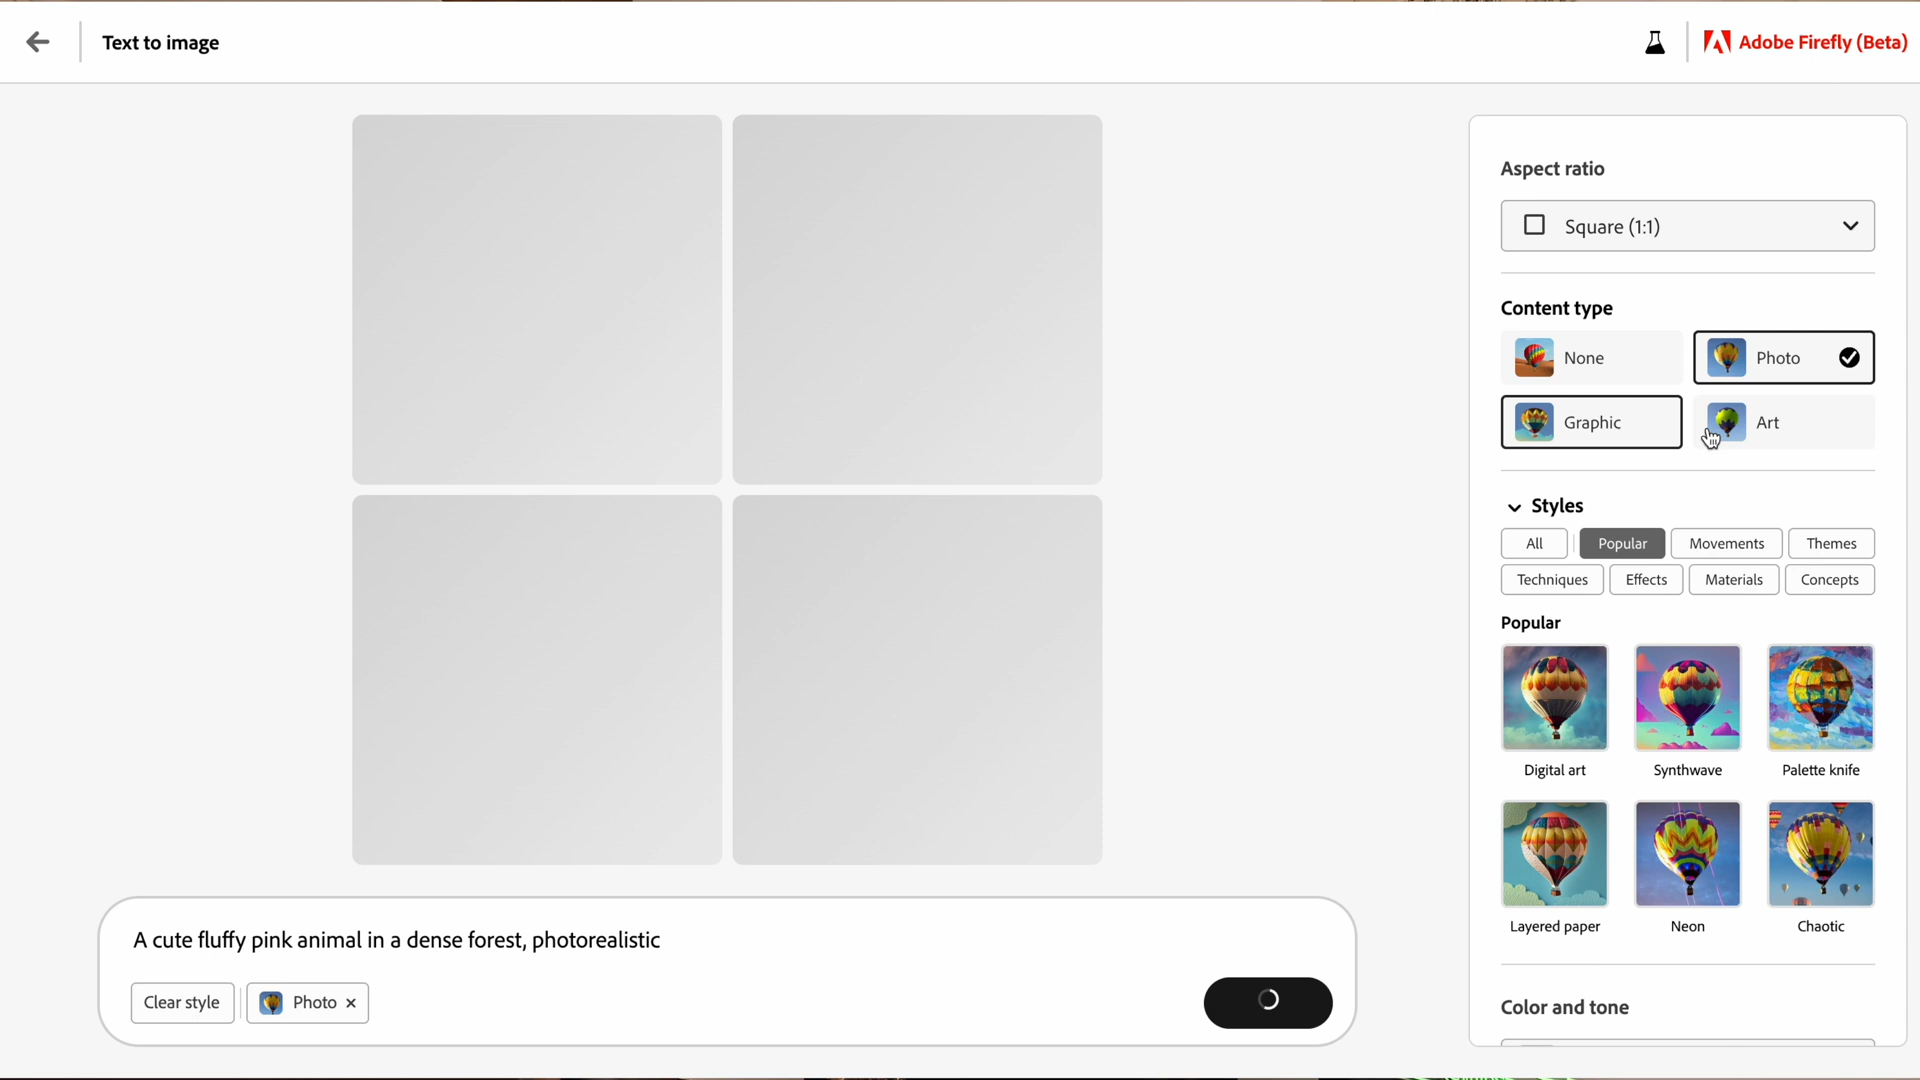 Text to image
Adobe Firefly (Beta)
Aspect ratio
Square (1:1)
Content type
None
Photo
Graphic
Art
Styles
All
Popular
Movements
Themes
Techniques
Effects
Materials
Concepts
Popular
Digital art
Synthwave
Palette knife
Layered paper
Neon
Chaotic
A cute fluffy pink animal in a dense forest, photorealistic
Clear style
Photo
Color and tone